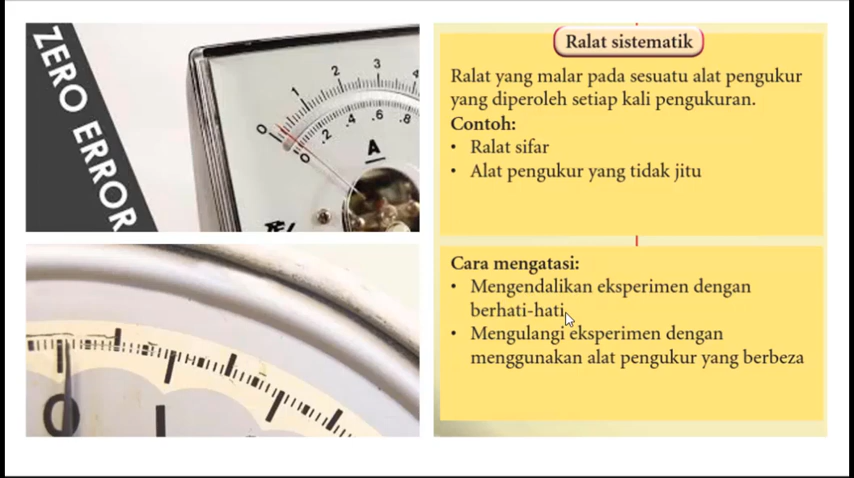 ZERO ERROR
0 1 2 3 4
0 .2 .4 .6 .8
A
0
Ralat sistematik
Ralat yang malar pada sesuatu alat pengukur
yang diperoleh setiap kali pengukuran.
Contoh:
• Ralat sifar
• Alat pengukur yang tidak jitu
Cara mengatasi:
• Mengendalikan eksperimen dengan
berhati-hati
• Mengulangi eksperimen dengan
menggunakan alat pengukur yang berbeza